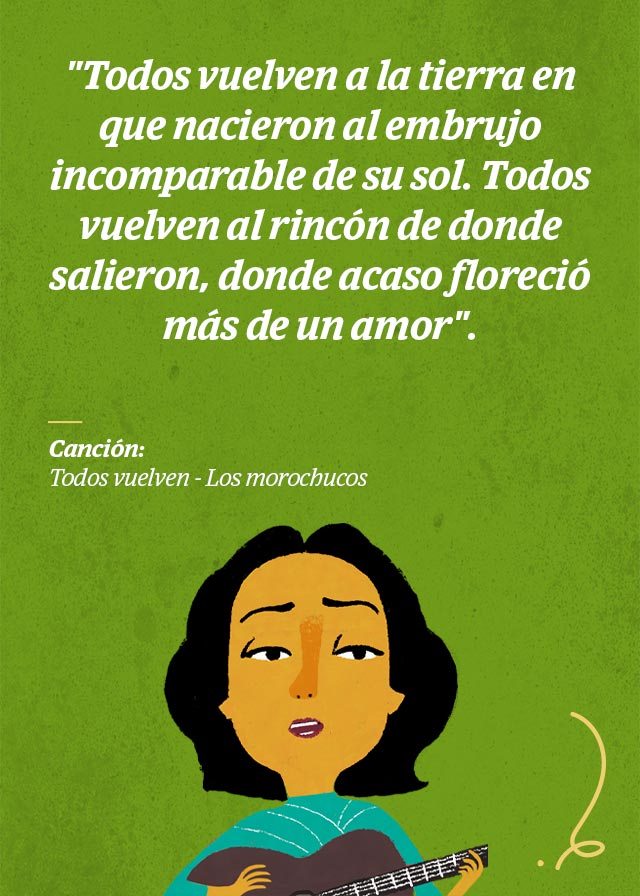 "Todos vuelven a la tierra en
que nacieron al embrujo
incomparable de su sol. Todos
vuelven al rincón de donde
salieron, donde acaso floreció
más de un amor".
Canción:
Todos vuelven - Los morochucos